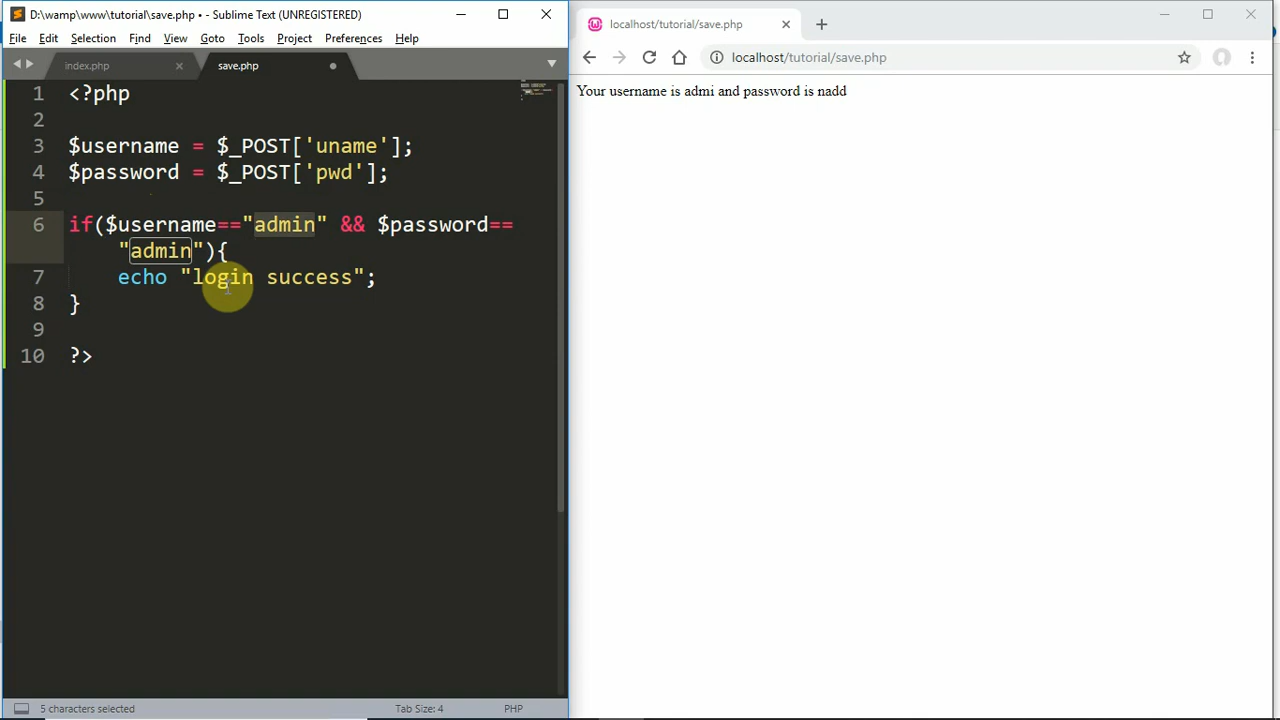 D:\wamp\www\tutorial\save.php • - Sublime Text (UNREGISTERED)
File Edit Selection Find View Goto Tools Project Preferences Help
index.php
save.php
1 <?php
2
3 $username = $_POST['uname'];
4 $password = $_POST['pwd'];
5
6 if($username=="admin" && $password==
"admin"){
7 echo "login success";
8 }
9
10 ?>
5 characters selected
Tab Size: 4
PHP
localhost/tutorial/save.php
localhost/tutorial/save.php
Your username is admi and password is nadd